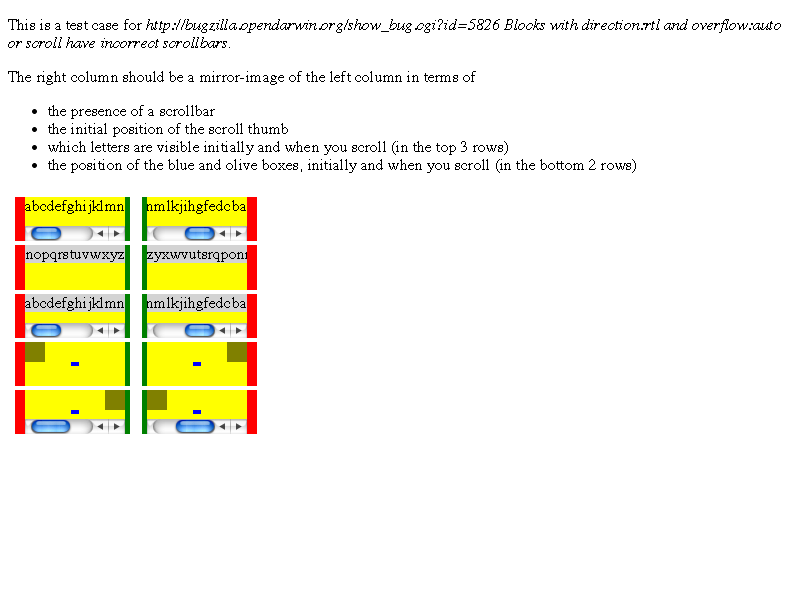 This is a test case for http://bugzilla.opendarwin.org/show_bug.cgi?id=5826 Blocks with direction:rtl and overflow:auto
or scroll have incorrect scrollbars.
The right column should be a mirror-image of the left column in terms of
• the presence of a scrollbar
• the initial position of the scroll thumb
• which letters are visible initially and when you scroll (in the top 3 rows)
• the position of the blue and olive boxes, initially and when you scroll (in the bottom 2 rows)
abcdefghijklmn nmlkjihgfedcba
nopqrstuvwxyz zyxwvutsrqpon
abcdefghijklmn nmlkjihgfedcba